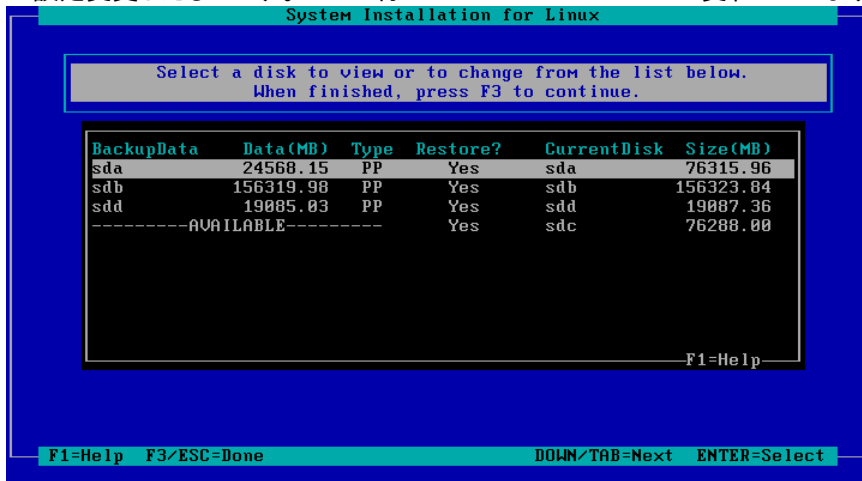 System Installation for Linux
Select a disk to view or to change from the list below.
When finished, press F3 to continue.
BackupData Data(MB) Type Restore? CurrentDisk Size(MB)
sda 24568.15 PP Yes sda 76315.96
sdb 156319.98 PP Yes sdb 156323.84
sdd 19085.03 PP Yes sdd 19087.36
---------AVAILABLE--------- Yes sdc 76288.00
F1=Help
F1=Help F3/ESC=Done DOWN/TAB=Next ENTER=Select